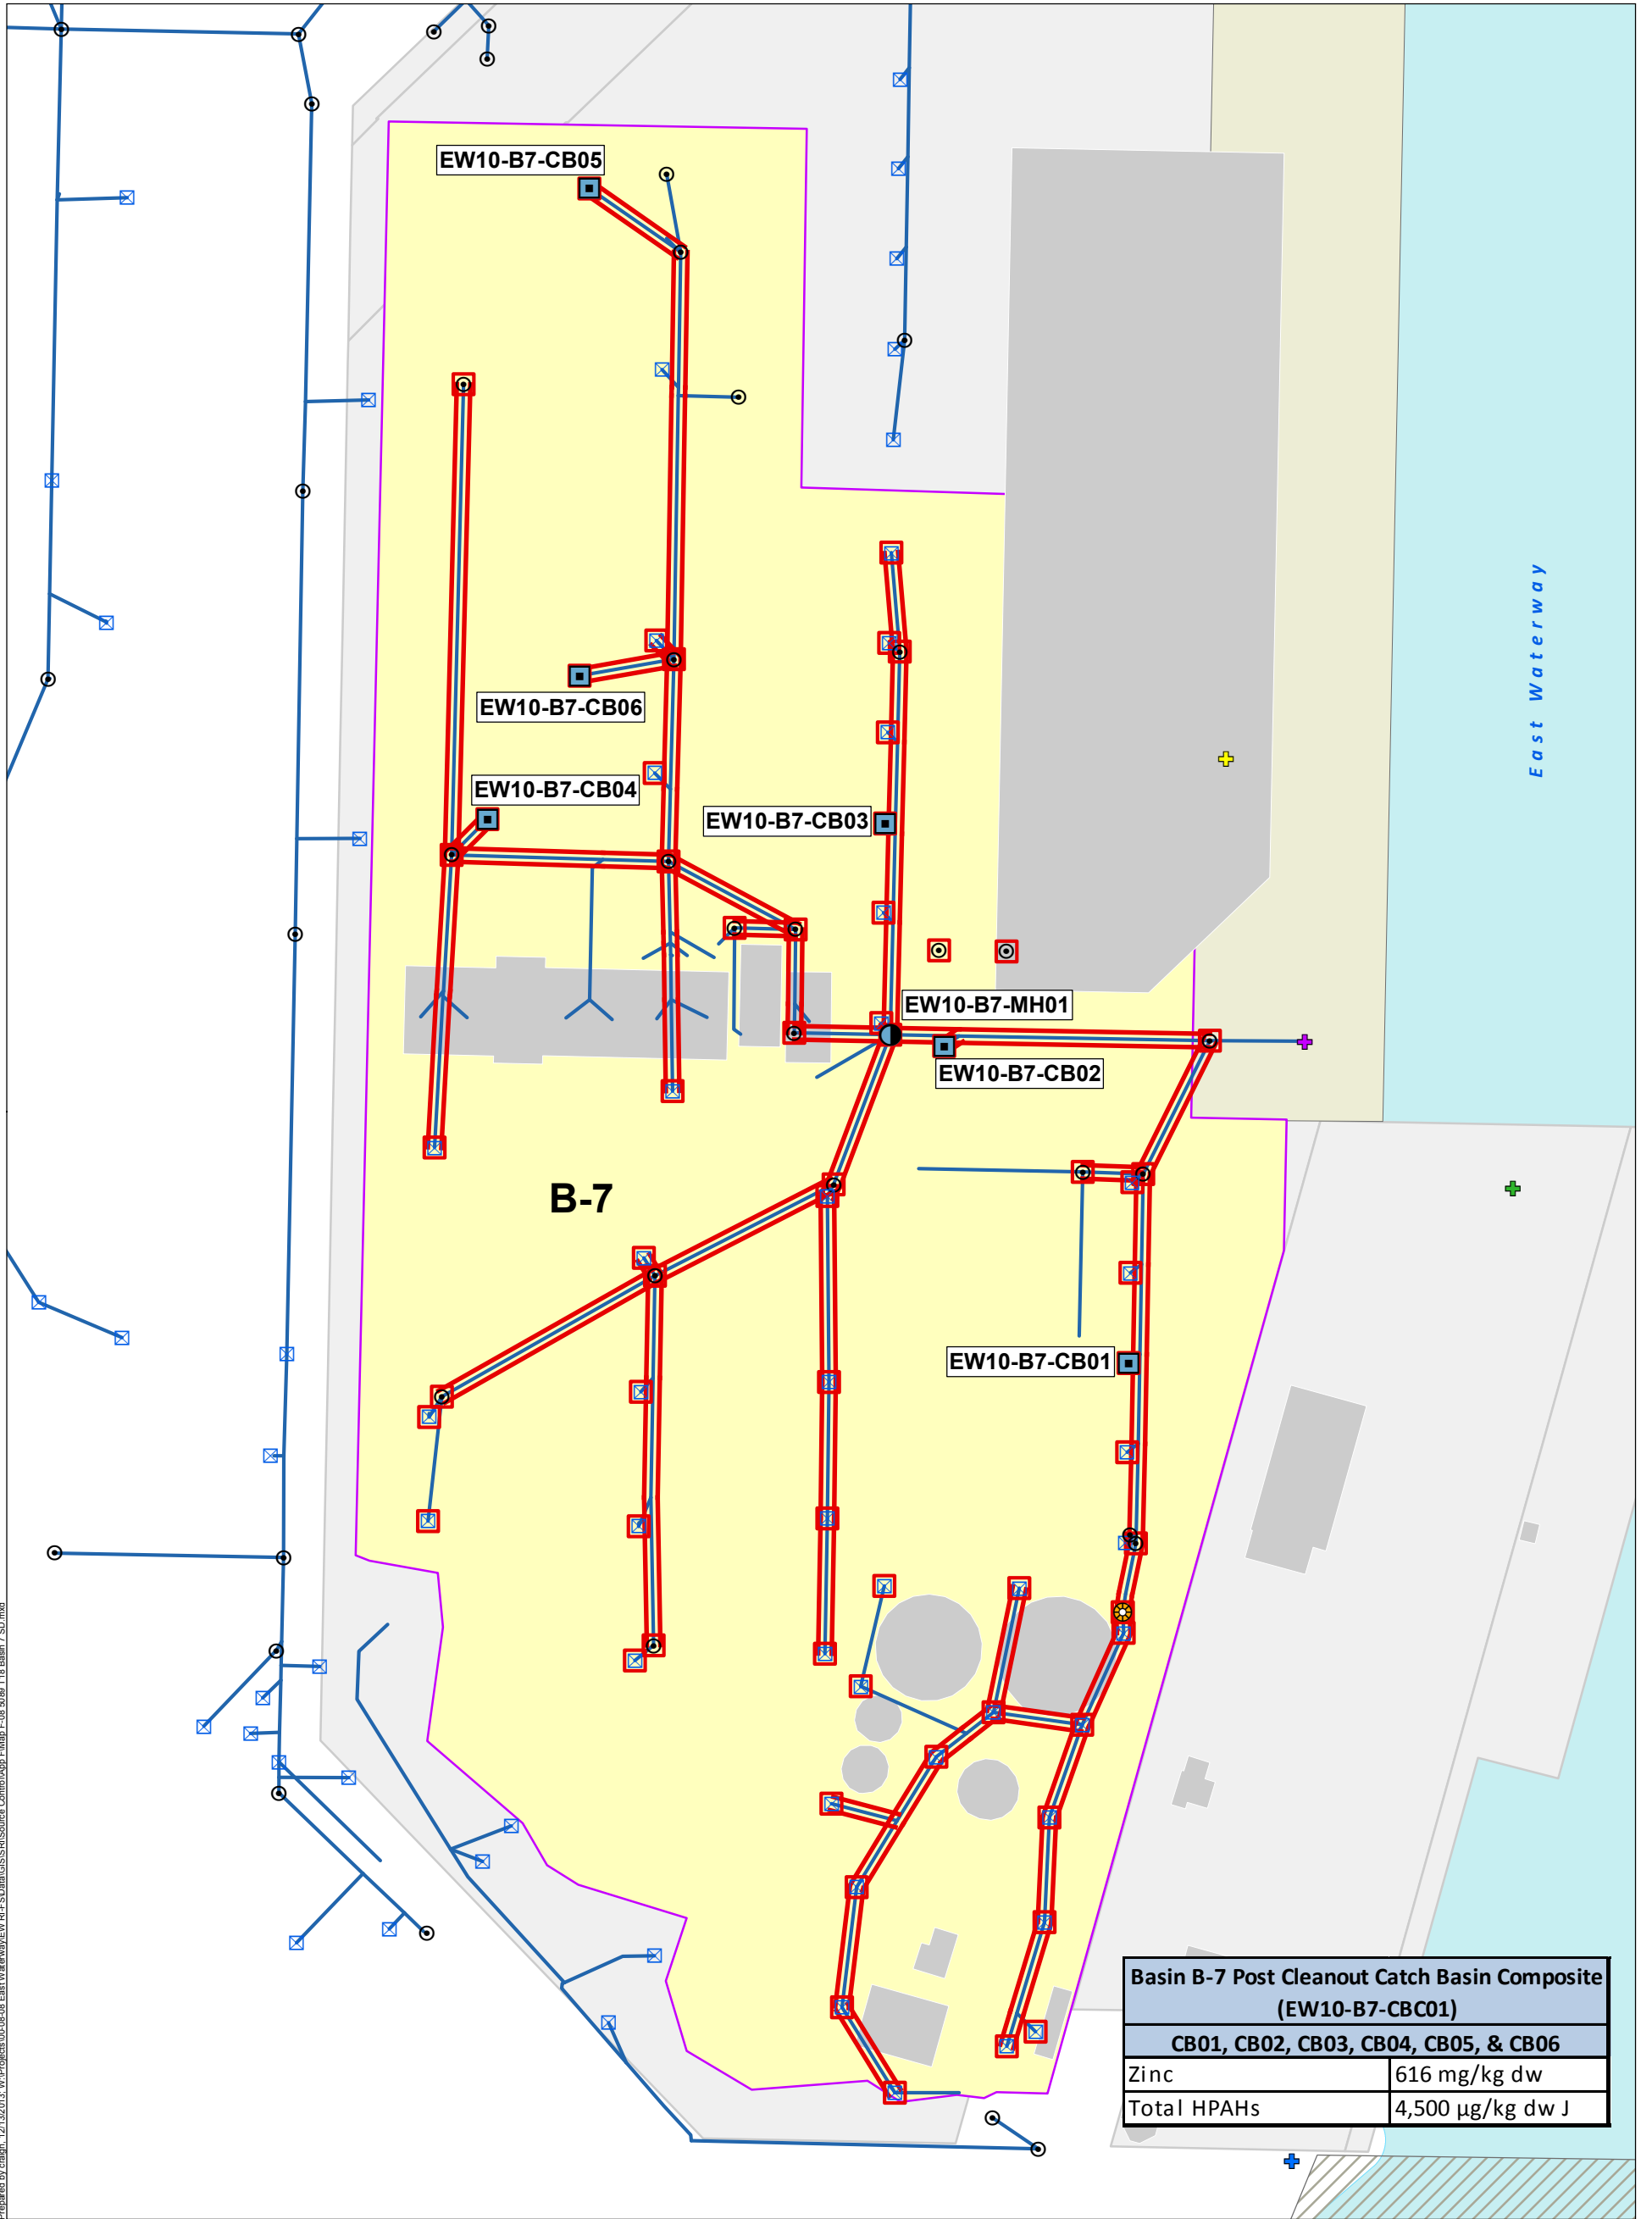 EW10-B7-CB05
EW10-B7-CB06
EW10-B7-CB04
EW10-B7-CB03
EW10-B7-MH01
EW10-B7-CB02
B-7
EW10-B7-CB01
East Waterway
Basin B-7 Post Cleanout Catch Basin Composite
(EW10-B7-CBC01)
CB01, CB02, CB03, CB04, CB05, & CB06
Zinc 616 mg/kg dw
Total HPAHs 4,500 µg/kg dw J